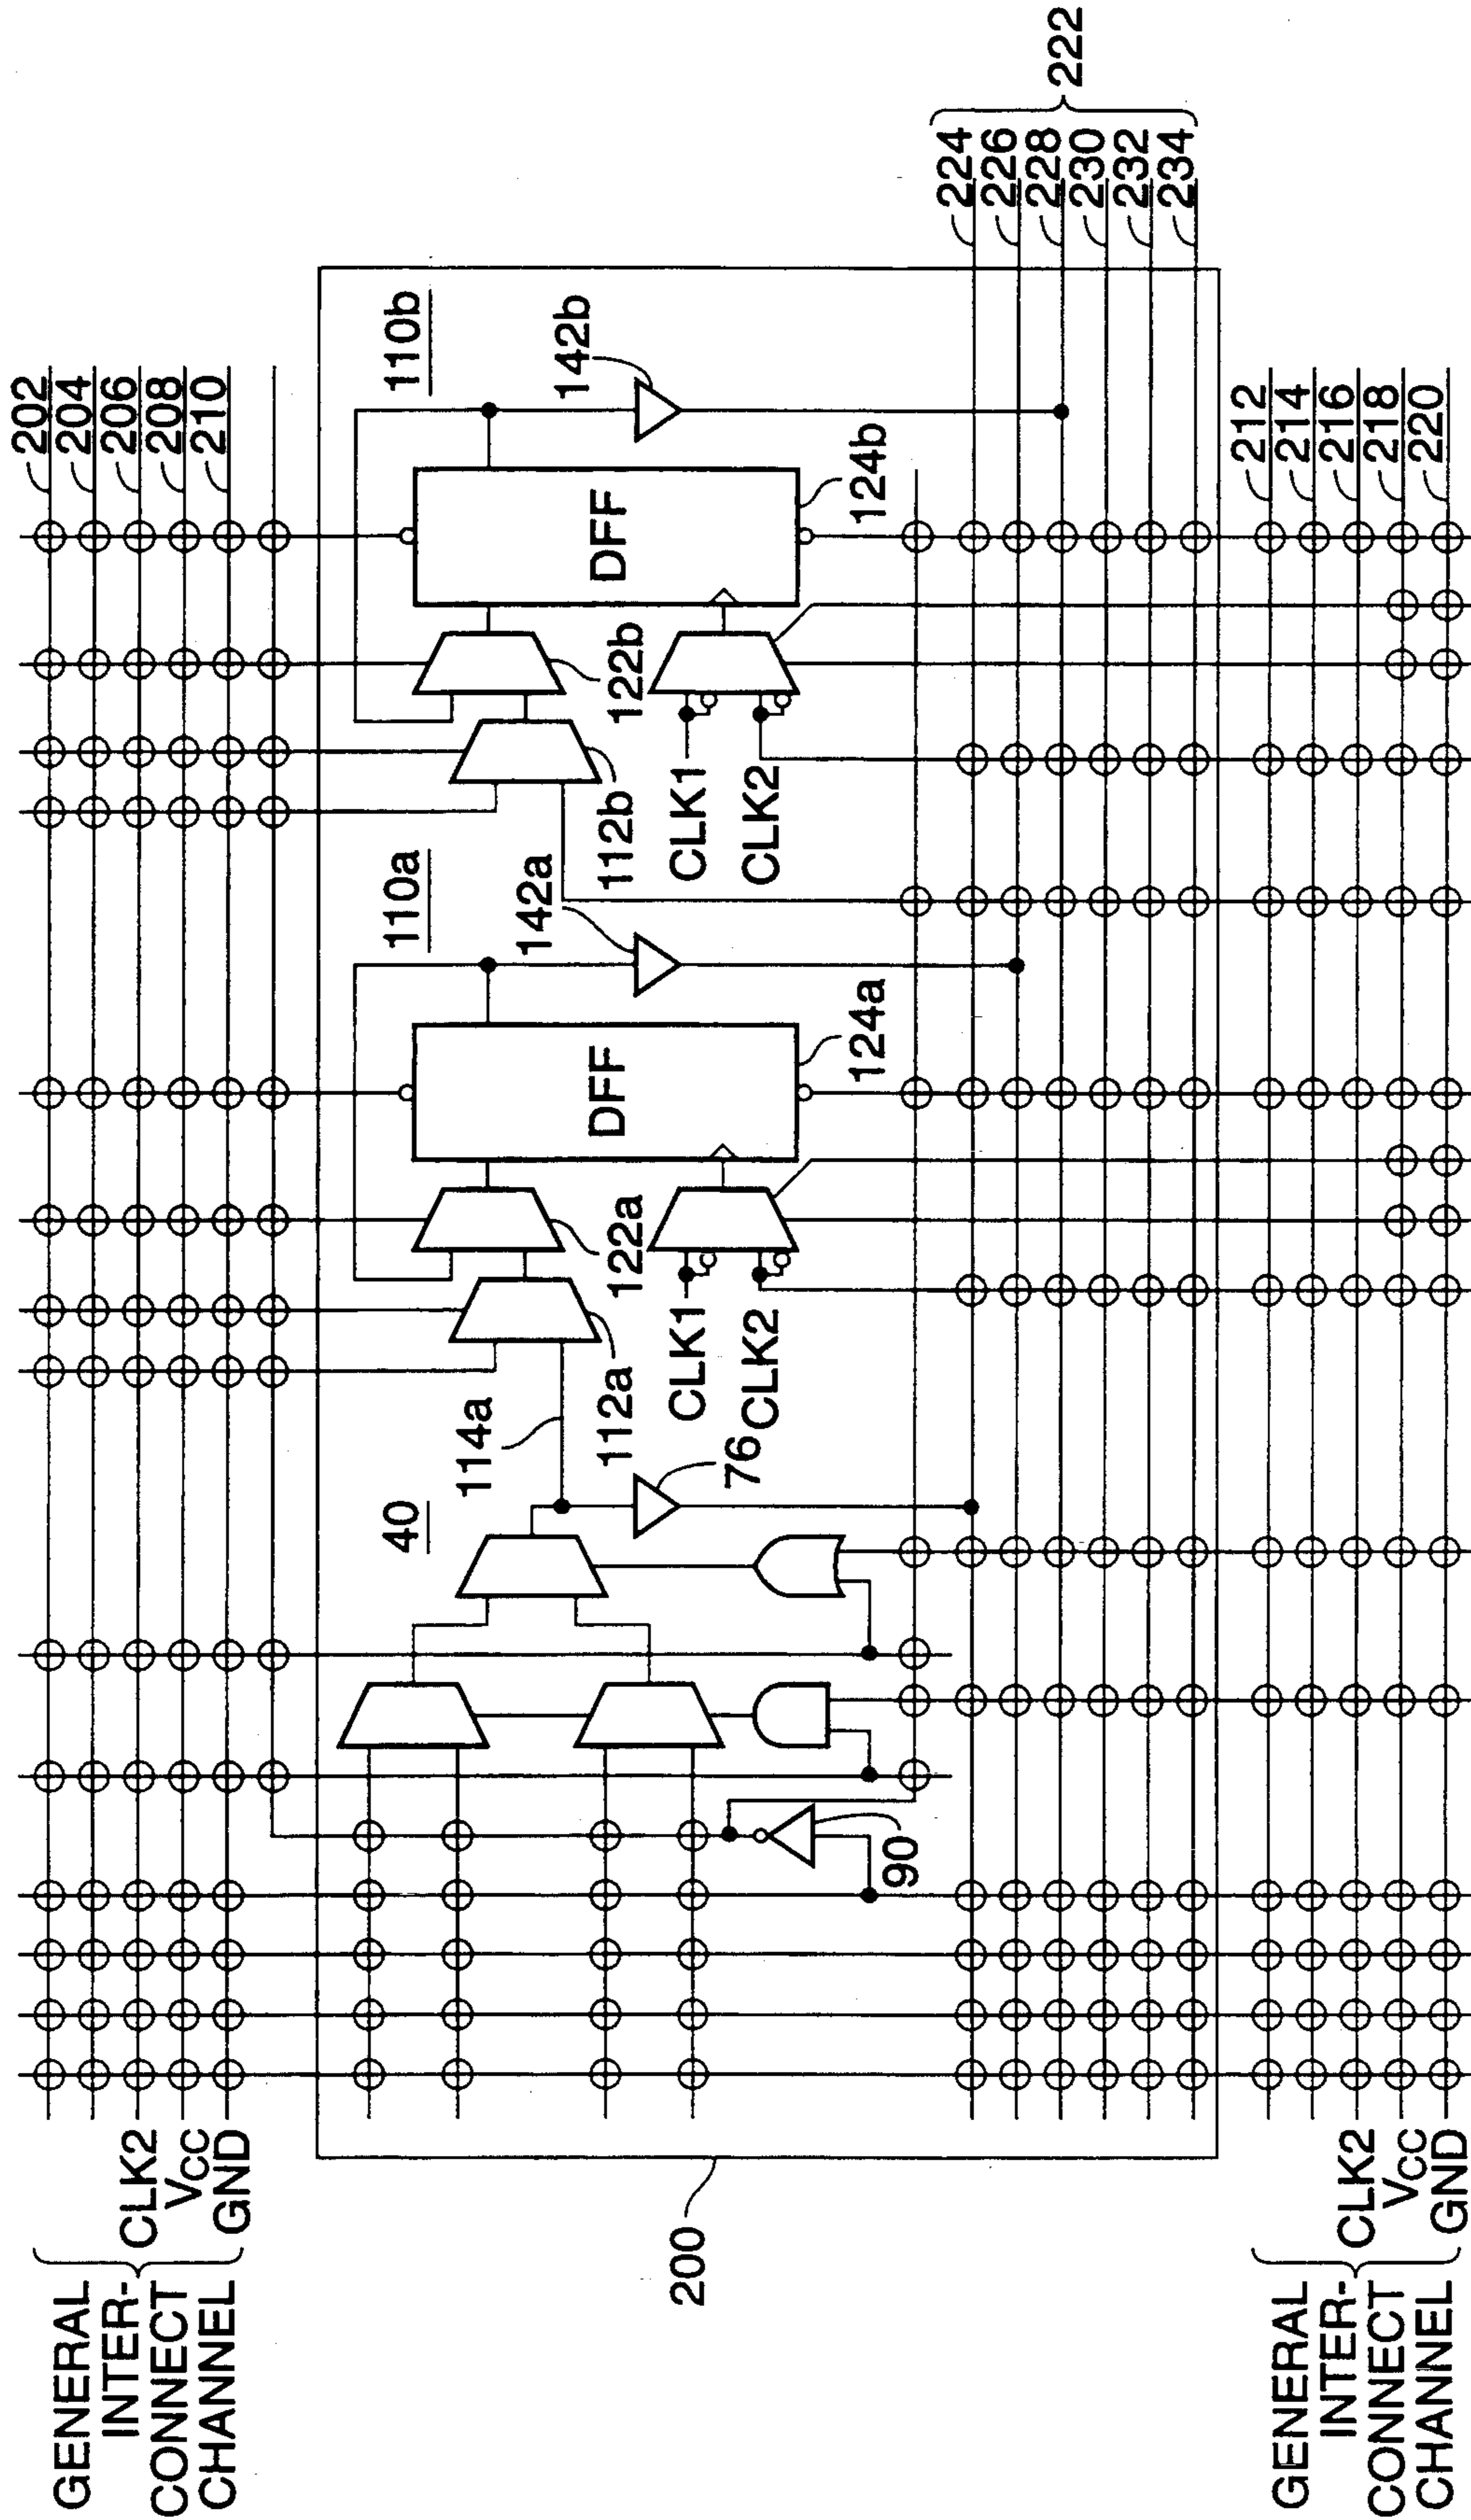 GENERAL
INTER-
CONNECT
CHANNEL
CLK2
VCC
GND
202
204
206
208
210
40
114a
76
90
110a
112a
122a
CLK1
CLK2
DFF
124a
142a
110b
112b
122b
CLK1
CLK2
DFF
124b
142b
224
226
228
230
232
234
222
200
GENERAL
INTER-
CONNECT
CHANNEL
CLK2
VCC
GND
212
214
216
218
220